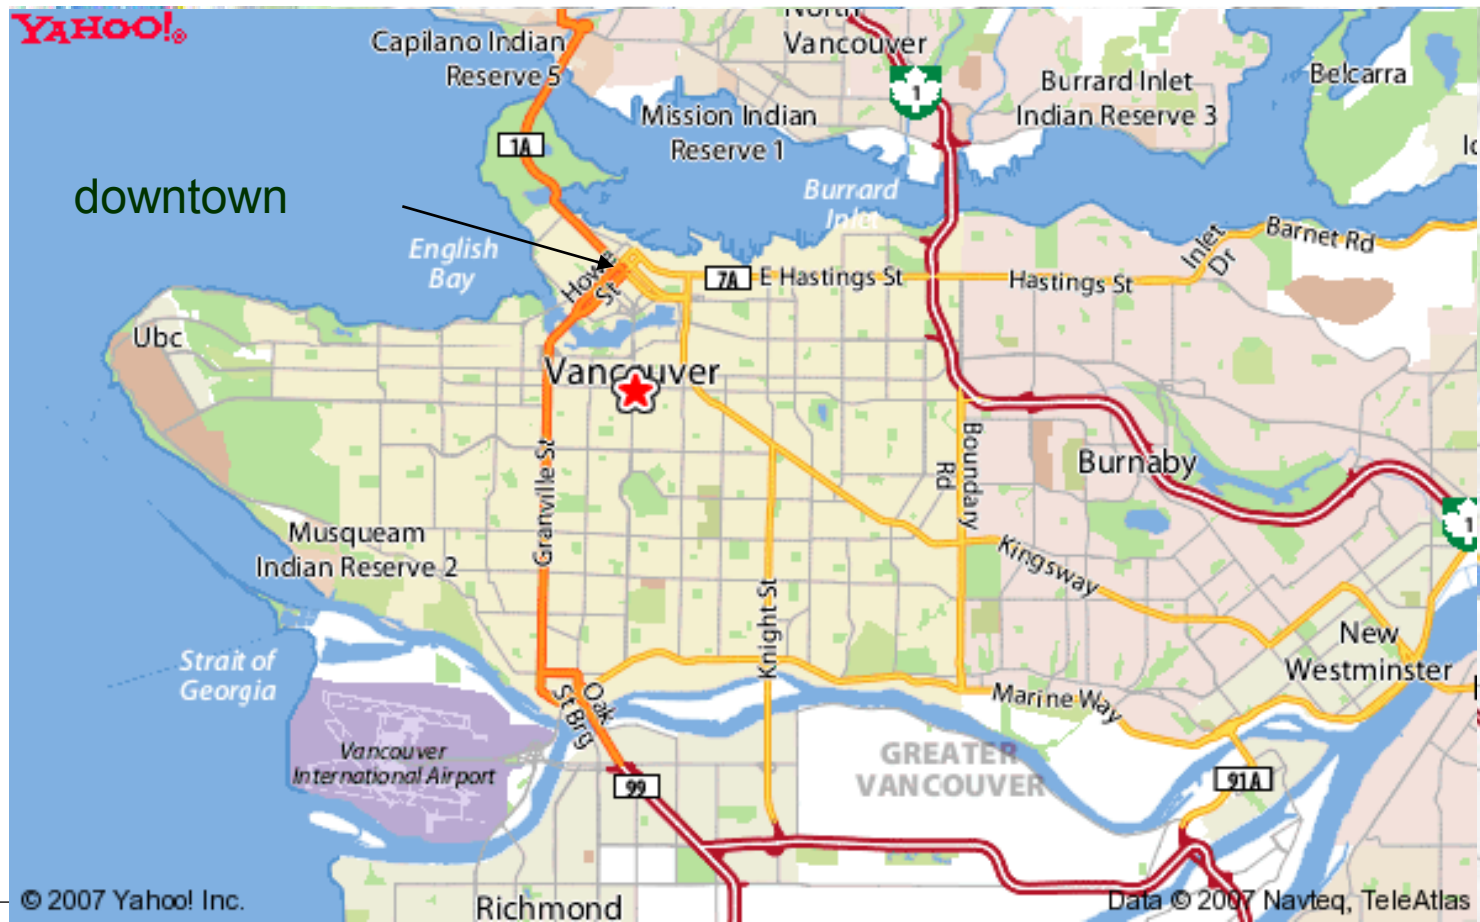 YAHOO!®
North
Vancouver
Capilano Indian
Reserve 5
1
Belcarra
Burrard Inlet
Indian Reserve 3
Mission Indian
Reserve 1
1A
downtown
Burrard
Inlet
English
Bay
Inlet
Dr
Barnet Rd
Howe
St
7A
E Hastings St
Hastings St
Ubc
Vancouver
Granville St
Boundary
Rd
Burnaby
1
Musqueam
Indian Reserve 2
Kingsway
Knight St
New
Westminster
Strait of
Georgia
Oak
St Brg
Marine Way
Vancouver
International Airport
GREATER
VANCOUVER
99
91A
Richmond
© 2007 Yahoo! Inc.
Data © 2007 Navteq, TeleAtlas